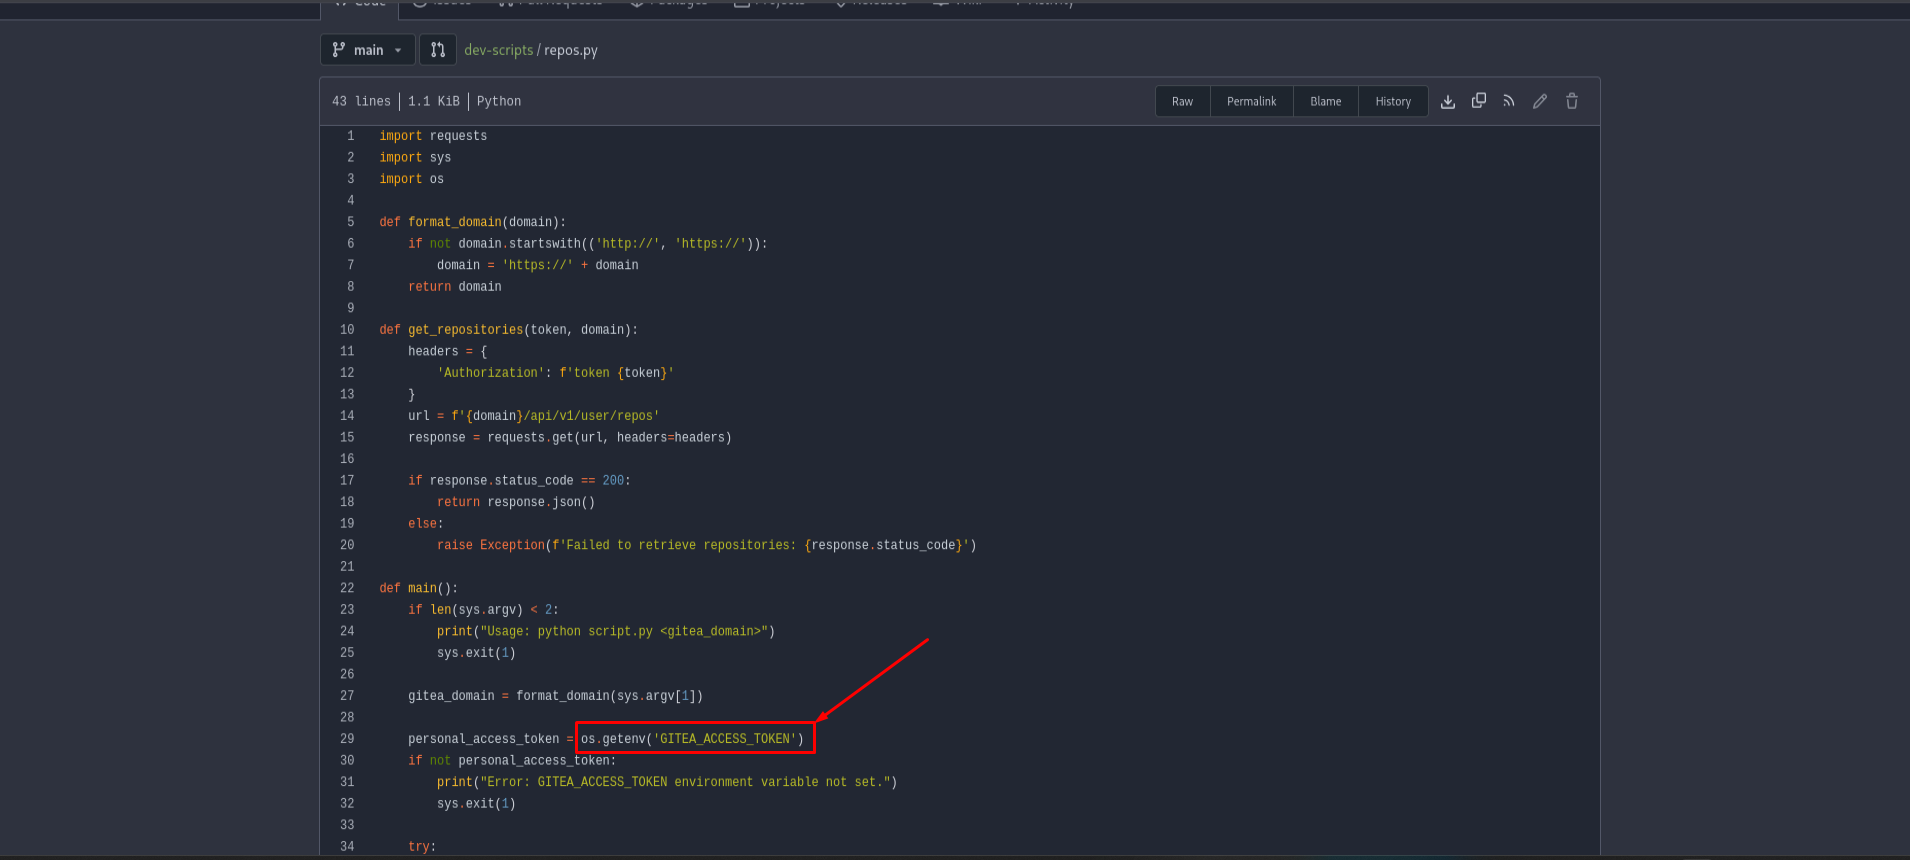 main
dev-scripts / repos.py
43 lines | 1.1 KiB | Python
Raw
Permalink
Blame
History
1 import requests
2 import sys
3 import os
4
5 def format_domain(domain):
6     if not domain.startswith(('http://', 'https://')):
7         domain = 'https://' + domain
8     return domain
9
10 def get_repositories(token, domain):
11     headers = {
12         'Authorization': f'token {token}'
13     }
14     url = f'{domain}/api/v1/user/repos'
15     response = requests.get(url, headers=headers)
16
17     if response.status_code == 200:
18         return response.json()
19     else:
20         raise Exception(f'Failed to retrieve repositories: {response.status_code}')
21
22 def main():
23     if len(sys.argv) < 2:
24         print("Usage: python script.py <gitea_domain>")
25         sys.exit(1)
26
27     gitea_domain = format_domain(sys.argv[1])
28
29     personal_access_token = os.getenv('GITEA_ACCESS_TOKEN')
30     if not personal_access_token:
31         print("Error: GITEA_ACCESS_TOKEN environment variable not set.")
32         sys.exit(1)
33
34     try: